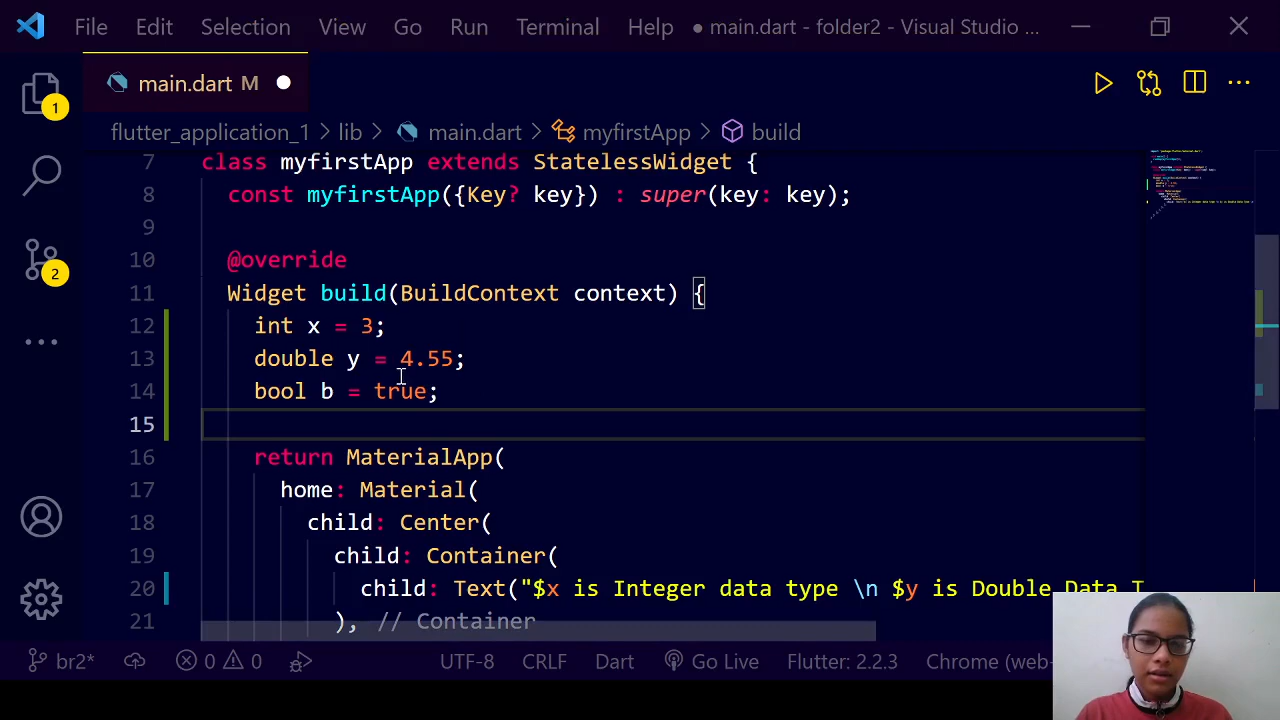 File Edit Selection View Go Run Terminal Help ● main.dart - folder2 - Visual Studio ...
main.dart M
flutter_application_1 > lib > main.dart > myfirstApp > build
1
2
7 class myfirstApp extends StatelessWidget {
8 const myfirstApp({Key? key}) : super(key: key);
9
10 @override
11 Widget build(BuildContext context) {
12 int x = 3;
13 double y = 4.55;
14 bool b = true;
15
16 return MaterialApp(
17 home: Material(
18 child: Center(
19 child: Container(
20 child: Text("$x is Integer data type \n $y is Double Data T
21 ), // Container
br2* 0 0 UTF-8 CRLF Dart Go Live Flutter: 2.2.3 Chrome (web-